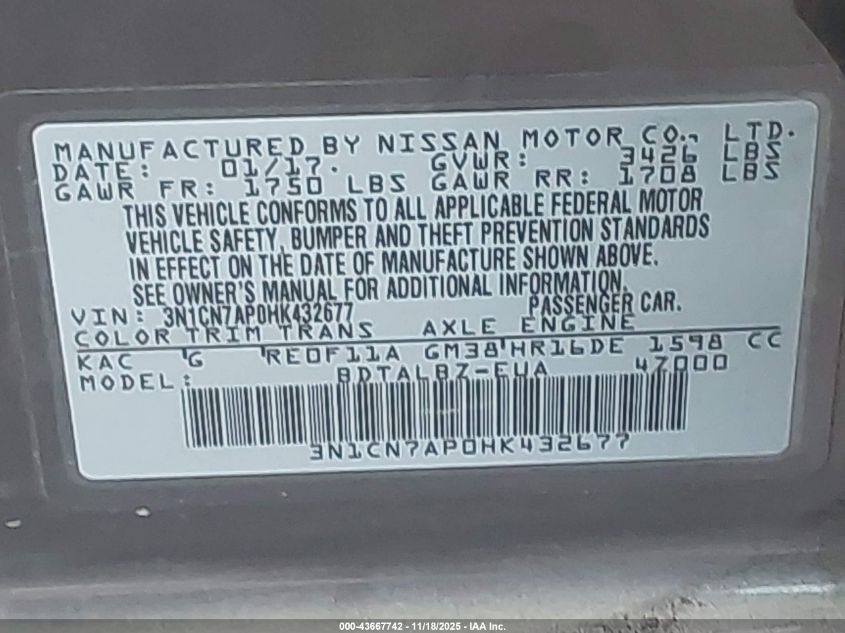 MANUFACTURED BY NISSAN MOTOR CO., LTD.
DATE: 01/17. GVWR: 3426 LBS
GAWR FR: 1750 LBS GAWR RR: 1708 LBS
THIS VEHICLE CONFORMS TO ALL APPLICABLE FEDERAL MOTOR
VEHICLE SAFETY, BUMPER AND THEFT PREVENTION STANDARDS
IN EFFECT ON THE DATE OF MANUFACTURE SHOWN ABOVE.
SEE OWNER'S MANUAL FOR ADDITIONAL INFORMATION.
VIN: 3N1CN7AP0HK432677 PASSENGER CAR.
COLOR TRIM TRANS AXLE ENGINE
KAC G RE0F11A GM38 HR16DE 1598 CC
MODEL: BDTALBZ-EUA 47000
3N1CN7AP0HK432677
000-43667742 - 11/18/2025 - IAA Inc.